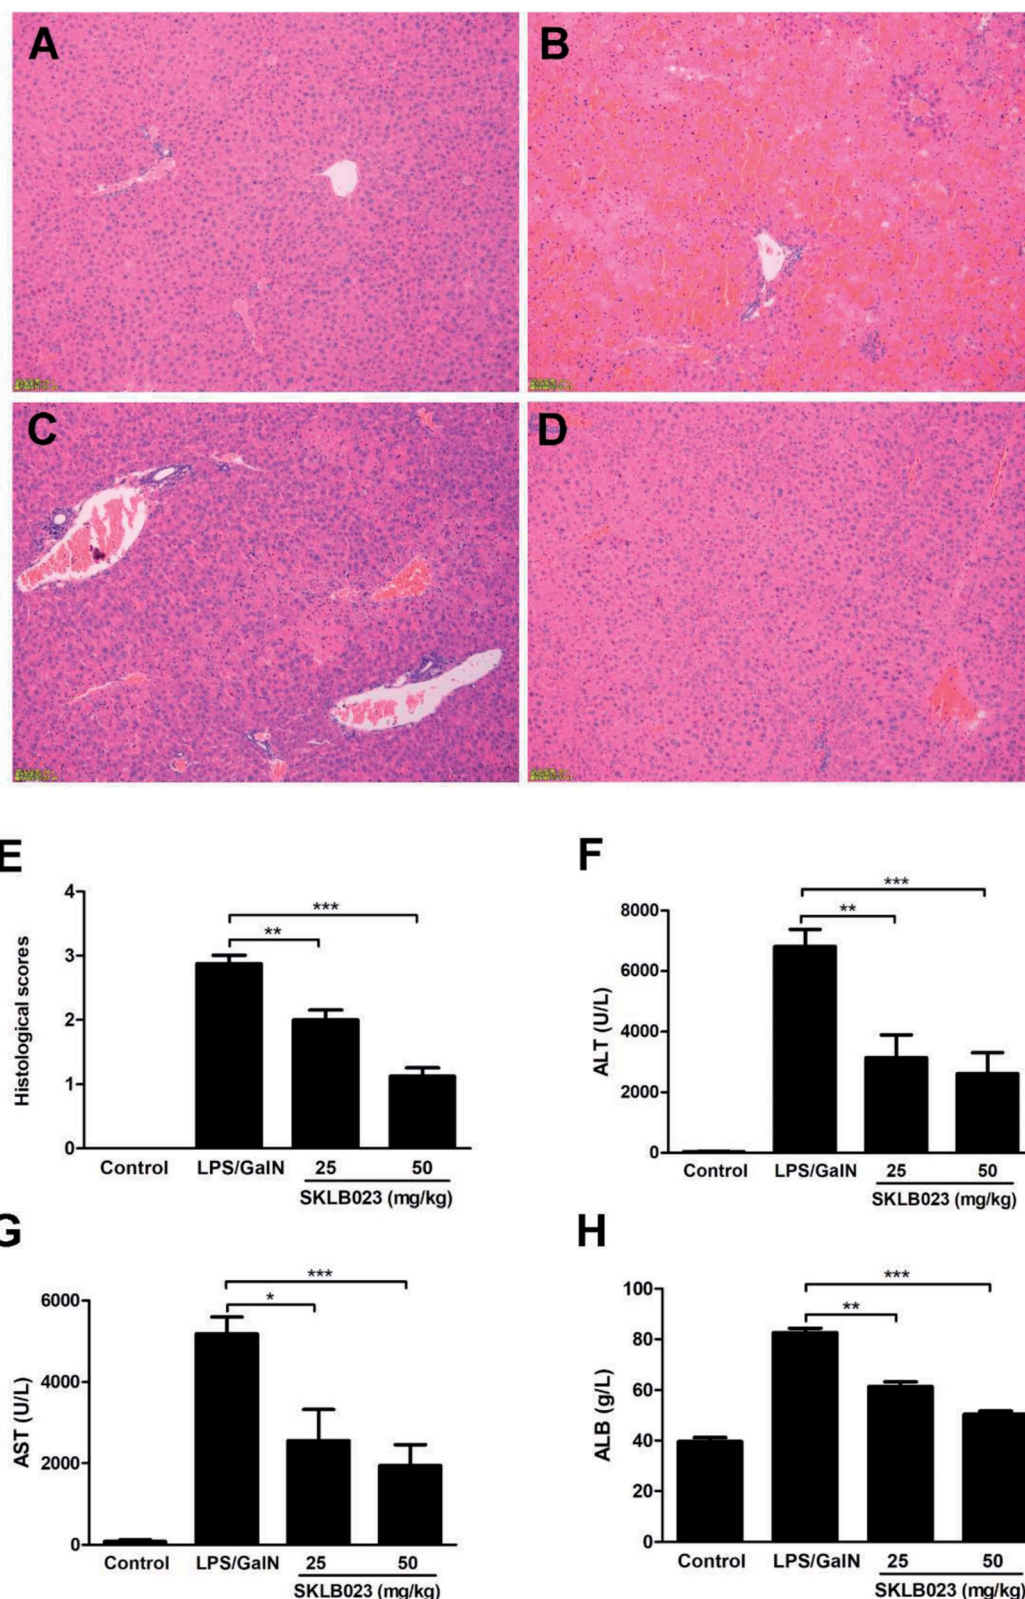 A
B
C
D
E
4
3
2
1
0
Histological scores
***
**
Control
LPS/GalN
25
50
SKLB023 (mg/kg)
F
8000
6000
4000
2000
0
ALT (U/L)
***
**
Control
LPS/GalN
25
50
SKLB023 (mg/kg)
G
6000
4000
2000
0
AST (U/L)
***
*
Control
LPS/GalN
25
50
SKLB023 (mg/kg)
H
100
80
60
40
20
0
ALB (g/L)
***
**
Control
LPS/GalN
25
50
SKLB023 (mg/kg)